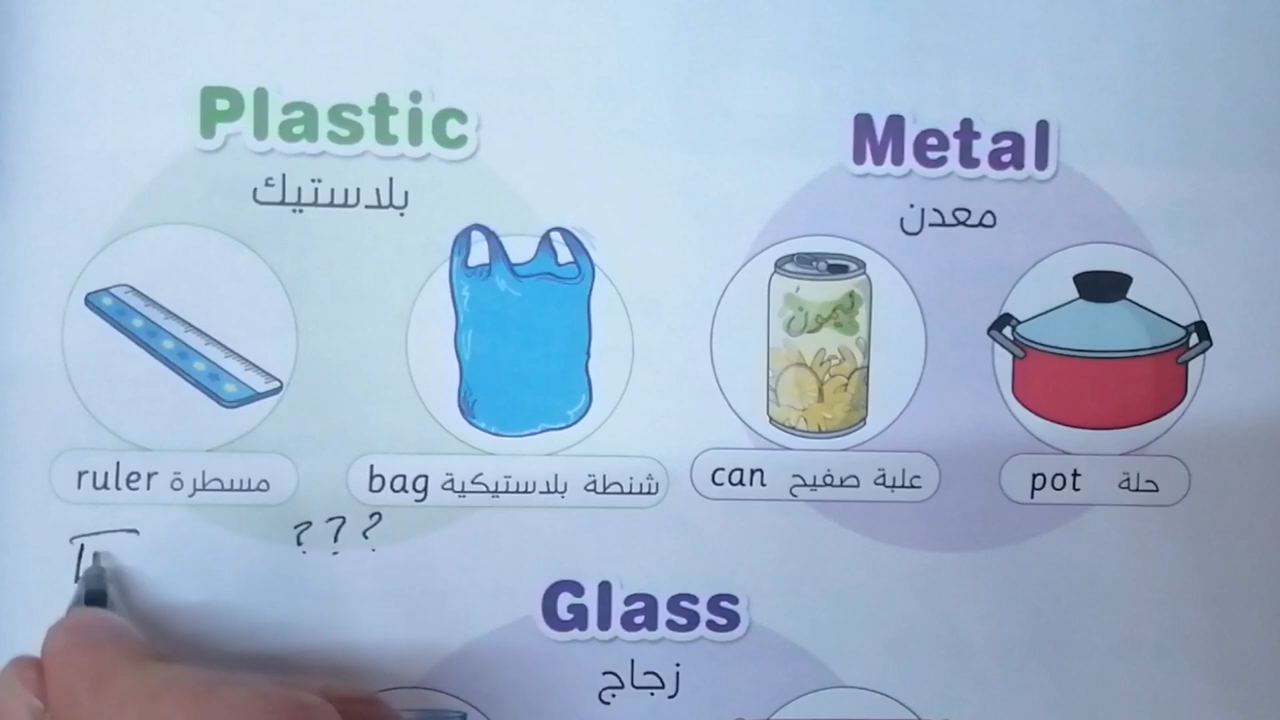 Plastic
بلاستيك
Metal
معدن
ليمون
ruler مسطرة
bag شنطة بلاستيكية
can علبة صفيح
pot حلة
???
Glass
زجاج